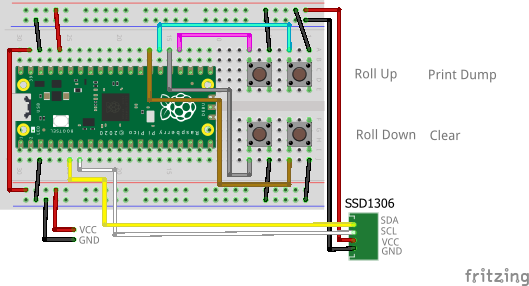 Roll Up Print Dump
Roll Down Clear
BOOTSEL
Raspberry Pi Pico © 2020
SSD1306
SDA
SCL
VCC
GND
VCC
GND
fritzing